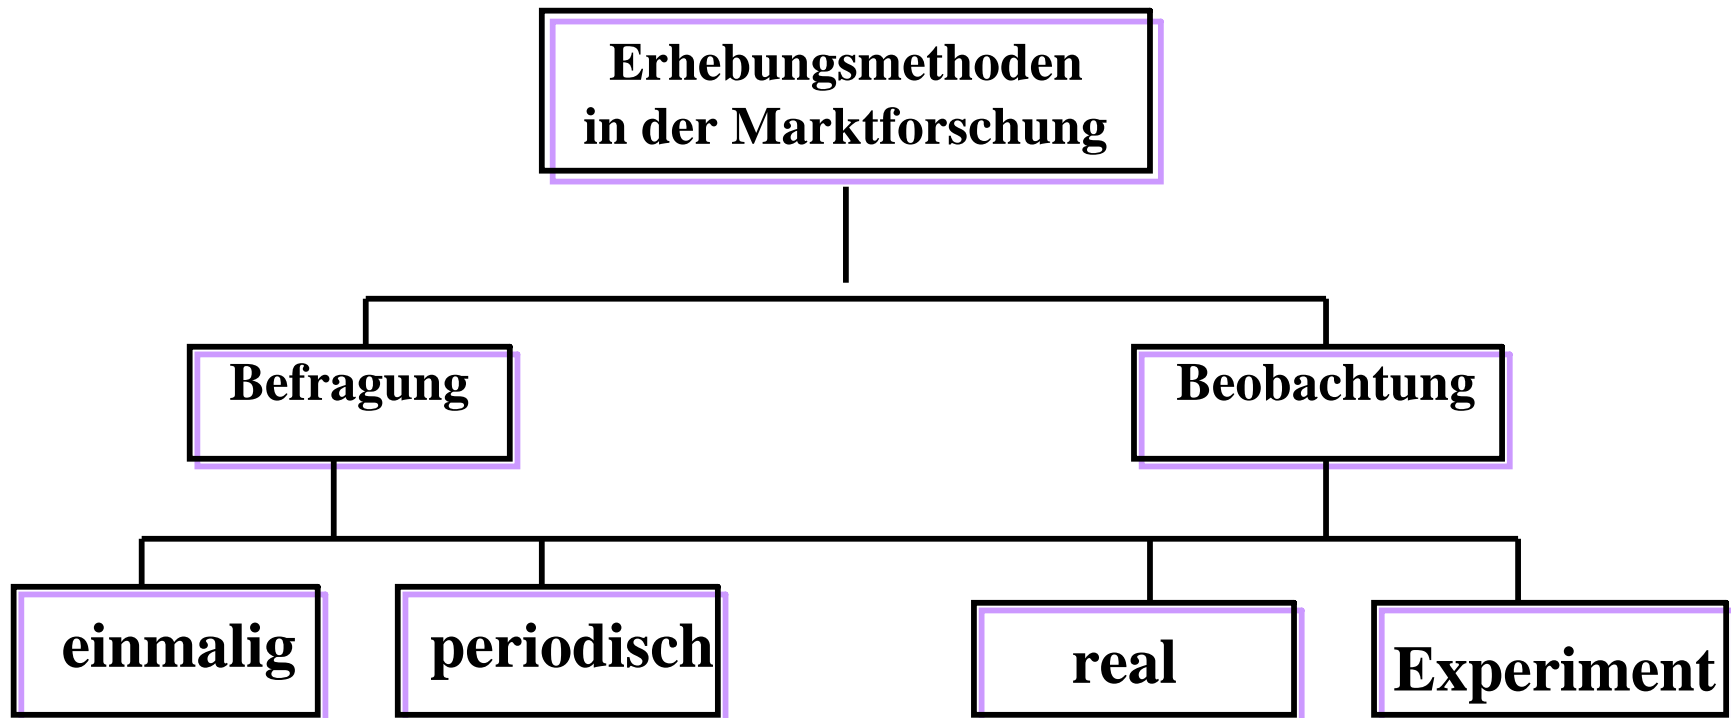 Erhebungsmethoden
in der Marktforschung
Befragung
Beobachtung
einmalig
periodisch
real
Experiment